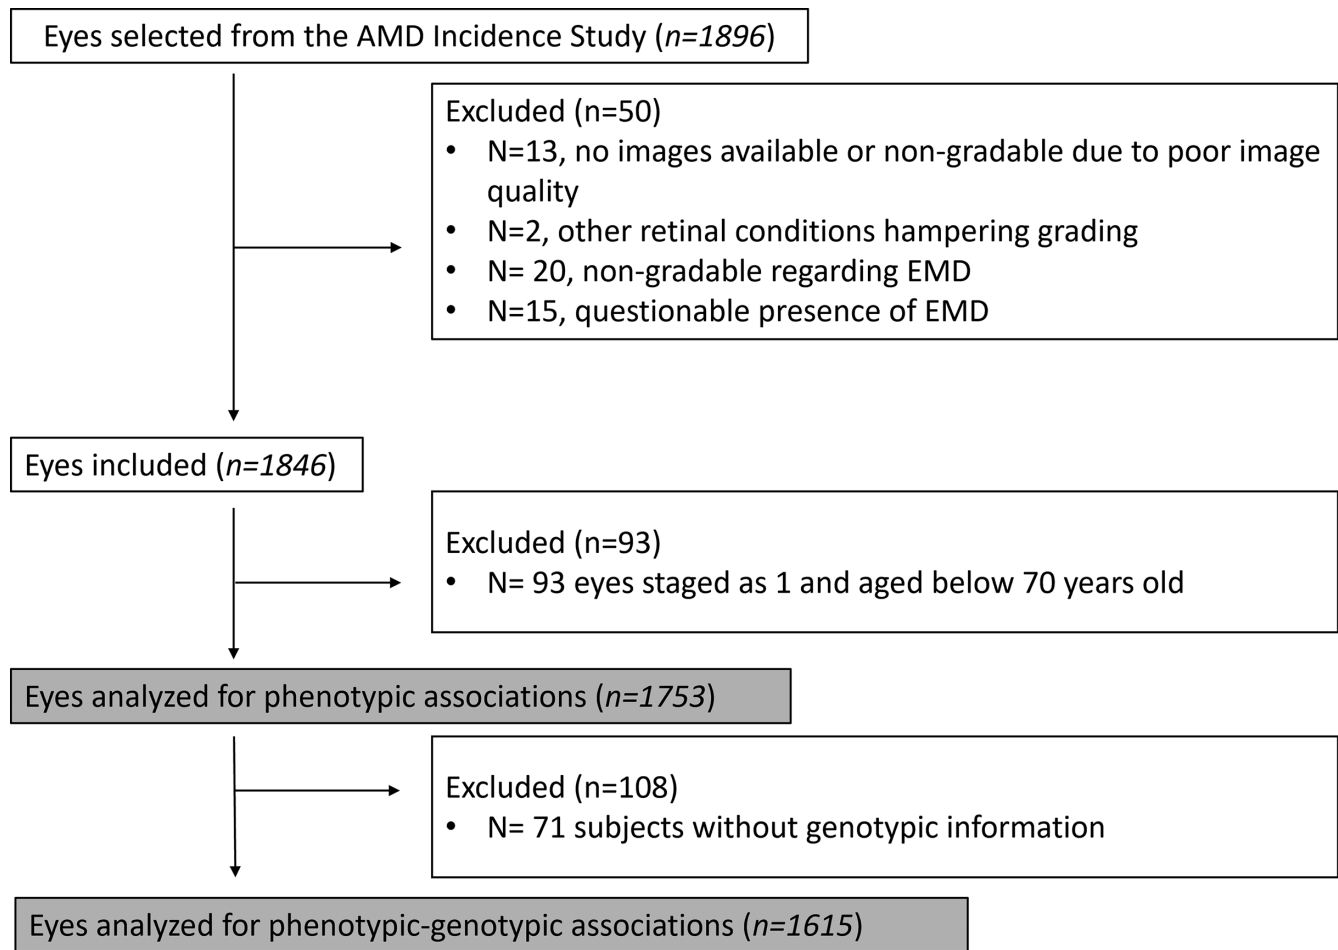 Eyes selected from the AMD Incidence Study (n=1896)
Excluded (n=50)
• N=13, no images available or non-gradable due to poor image
quality
• N=2, other retinal conditions hampering grading
• N= 20, non-gradable regarding EMD
• N=15, questionable presence of EMD
Eyes included (n=1846)
Excluded (n=93)
• N= 93 eyes staged as 1 and aged below 70 years old
Eyes analyzed for phenotypic associations (n=1753)
Excluded (n=108)
• N= 71 subjects without genotypic information
Eyes analyzed for phenotypic-genotypic associations (n=1615)